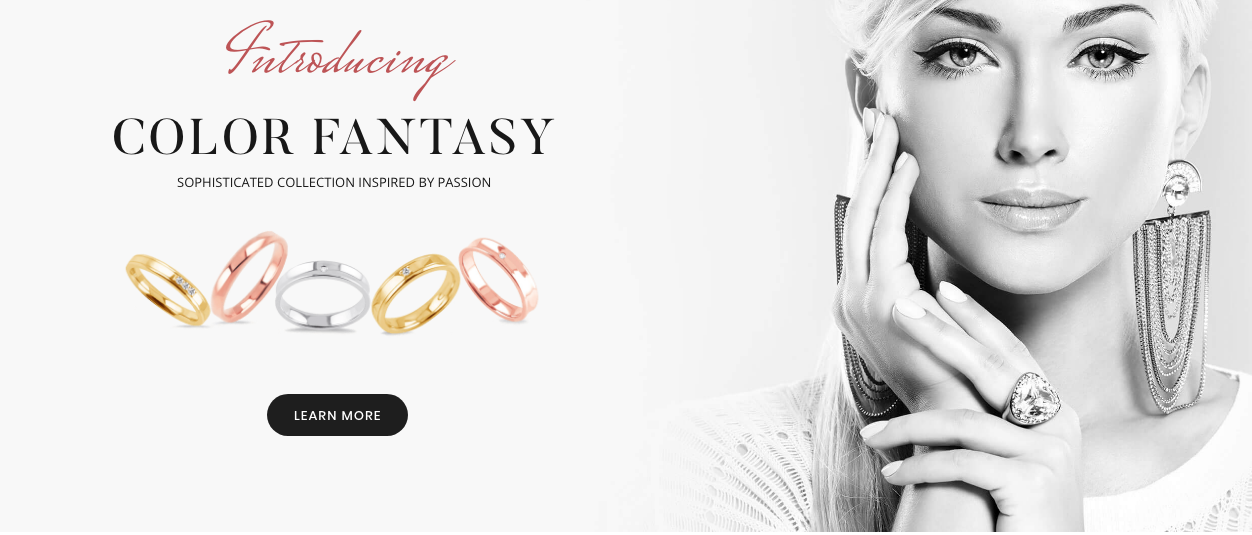 Introducing
COLOR FANTASY
SOPHISTICATED COLLECTION INSPIRED BY PASSION
LEARN MORE